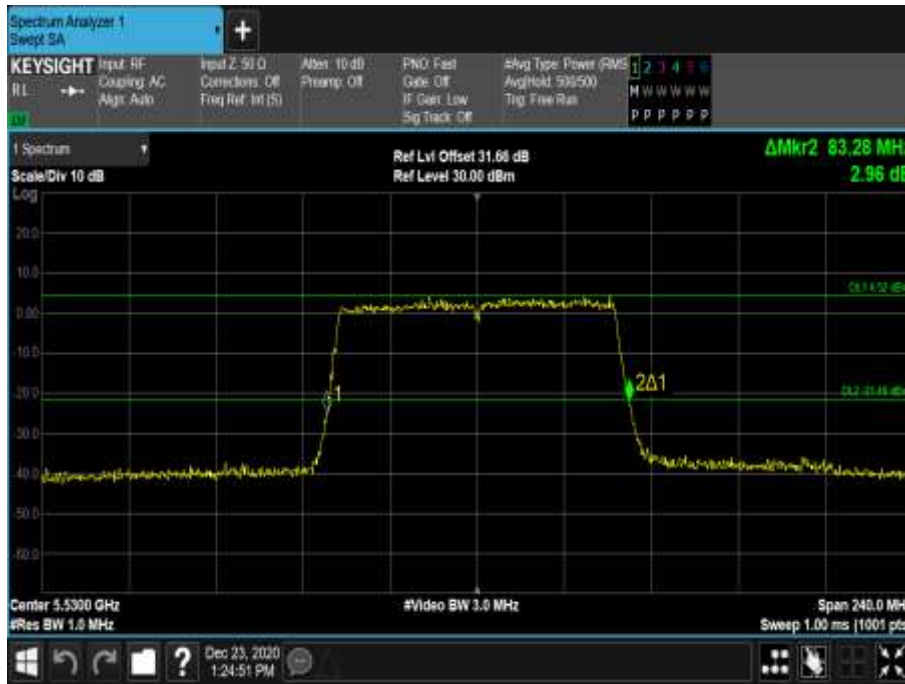 Spectrum Analyzer 1
Swept SA
+
KEYSIGHT
RL
Input: RF
Coupling: AC
Align: Auto
Input Z: 50 Ω
Corrections: Off
Freq Ref: Int (S)
Atten: 10 dB
Preamp: Off
PNO: Fast
Gate: Off
IF Gain: Low
Sig Track: Off
#Avg Type: Power (RMS
Avg|Hold: 500/500
Trig: Free Run
1 2 3 4 5 6
M W W W W W
P P P P P P
1 Spectrum
Scale/Div 10 dB
Log
Ref Lvl Offset 31.66 dB
Ref Level 30.00 dBm
ΔMkr2 83.28 MH
2.96 dB
20.0
10.0
0.00
-10.0
-20.0
-30.0
-40.0
-50.0
-60.0
1
2Δ1
Center 5.5300 GHz
#Res BW 1.0 MHz
#Video BW 3.0 MHz
Span 240.0 MH
Sweep 1.00 ms (1001 pts
?
Dec 23, 2020
1:24:51 PM